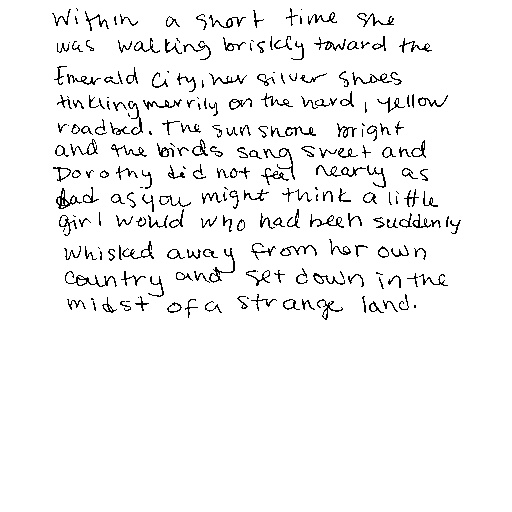 Within a short time she
was walking briskly toward the
Emerald City, her silver shoes
tinkling merrily on the hard, yellow
roadbed. The sun shone bright
and the birds sang sweet and
Dorothy did not feel nearly as
bad as you might think a little
girl would who had been suddenly
whisked away from her own
country and set down in the
midst of a strange land.